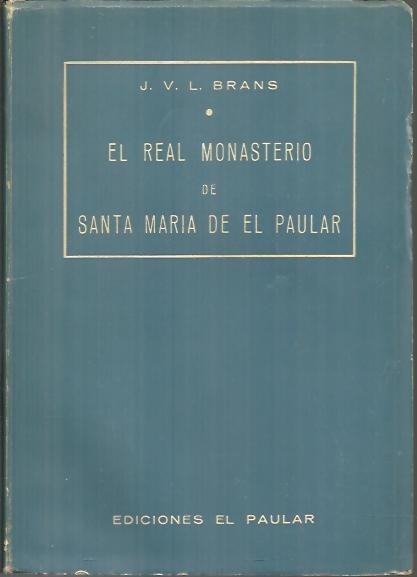 J. V. L. BRANS
EL REAL MONASTERIO
DE
SANTA MARIA DE EL PAULAR
EDICIONES EL PAULAR